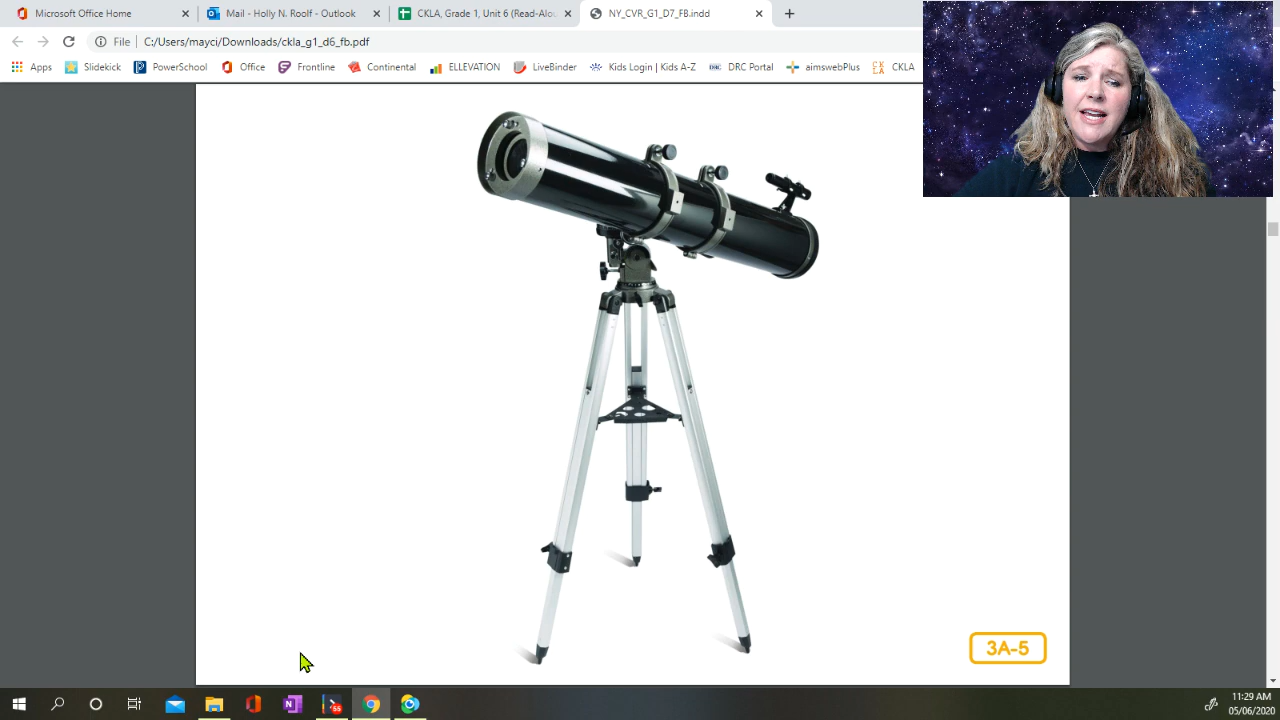 Microsoft Office Home
Mail - Holly N. Roolff - Outlook
CKLA, Grade 1, Unit 6 (Read-Alou
NY_CVR_G1_D7_FB.indd
File
C:/Users/mayci/Downloads/ckla_g1_d6_fb.pdf
Apps
Slidekick
PowerSchool
Office
Frontline
Continental
ELLEVATION
LiveBinder
Kids Login | Kids A-Z
DRC Portal
aimswebPlus
CKLA
3A-5
55
11:29 AM
05/06/2020